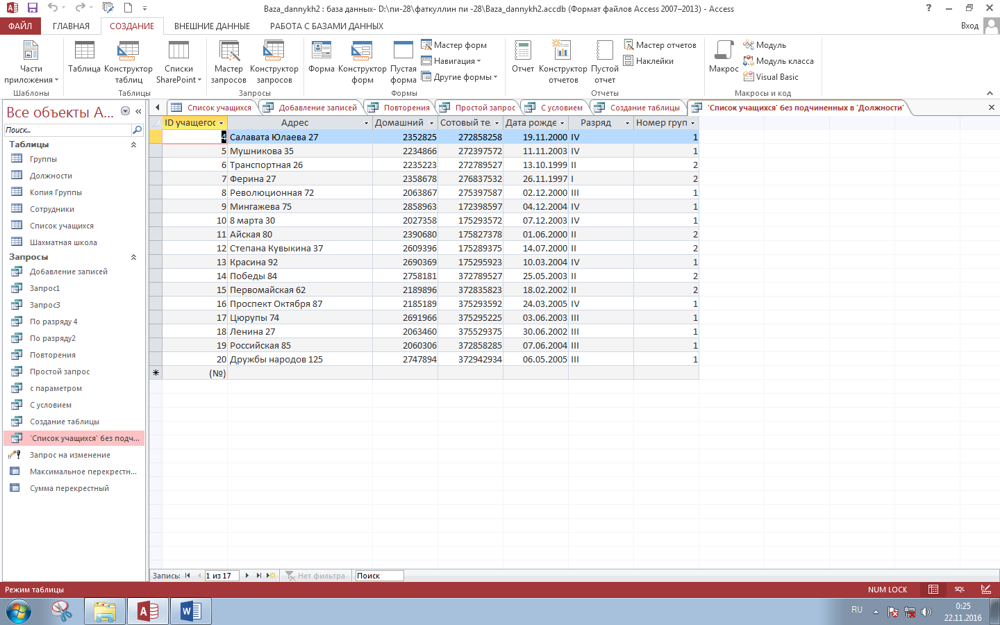 Baza_dannykh2 : база данных- D:\пи-28\фаткуллин пи -28\Baza_dannykh2.accdb (Формат файлов Access 2007–2013) - Access
ФАЙЛ ГЛАВНАЯ СОЗДАНИЕ ВНЕШНИЕ ДАННЫЕ РАБОТА С БАЗАМИ ДАННЫХ Вход
Части приложения Таблица Конструктор таблиц Списки SharePoint Мастер запросов Конструктор запросов Форма Конструктор форм Пустая форма Мастер форм Навигация Другие формы Отчет Конструктор отчетов Пустой отчет Мастер отчетов Наклейки Макрос Модуль Модуль класса Visual Basic
Шаблоны Таблицы Запросы Формы Отчеты Макросы и код
Все объекты A...
Поиск...
Таблицы
Группы
Должности
Копия Группы
Сотрудники
Список учащихся
Шахматная школа
Запросы
Добавление записей
Запрос1
Запрос3
По разряду 4
По разряду2
Повторения
Простой запрос
с параметром
С условием
Создание таблицы
'Список учащихся' без подч...
Запрос на изменение
Максимальное перекрестн...
Сумма перекрестный
Список учащихся Добавление записей Повторения Простой запрос С условием Создание таблицы 'Список учащихся' без подчиненных в 'Должности'
ID учащегос Адрес Домашний Сотовый те. Дата рожде Разряд Номер груп
4 Салавата Юлаева 27 2352825 272858258 19.11.2000 IV 1
5 Мушникова 35 2234866 272397572 11.11.2003 IV 1
6 Транспортная 26 2235223 272789527 13.10.1999 II 2
7 Ферина 27 2358678 276837532 26.11.1997 I 2
8 Революционная 72 2063867 275397587 02.12.2000 III 1
9 Мингажева 75 2858963 172398597 04.12.2004 IV 1
10 8 марта 30 2027358 175293572 07.12.2003 IV 1
11 Айская 80 2390680 175827378 01.06.2000 II 2
12 Степана Кувыкина 37 2609396 175289375 14.07.2000 II 2
13 Красина 92 2690369 175295923 10.03.2004 IV 1
14 Победы 84 2758181 372789527 25.05.2003 II 2
15 Первомайская 62 2189896 372835823 18.02.2002 II 2
16 Проспект Октября 87 2185189 375293592 24.03.2005 IV 1
17 Цюрупы 74 2691966 375295225 03.06.2003 III 1
18 Ленина 27 2063460 375529375 30.06.2002 III 1
19 Российская 85 2060306 372858285 07.06.2004 III 1
20 Дружбы народов 125 2747894 372942934 06.05.2005 III 1
(№)
Запись: 1 из 17 Нет фильтра Поиск
Режим таблицы NUM LOCK SQL
RU 0:25
22.11.2016